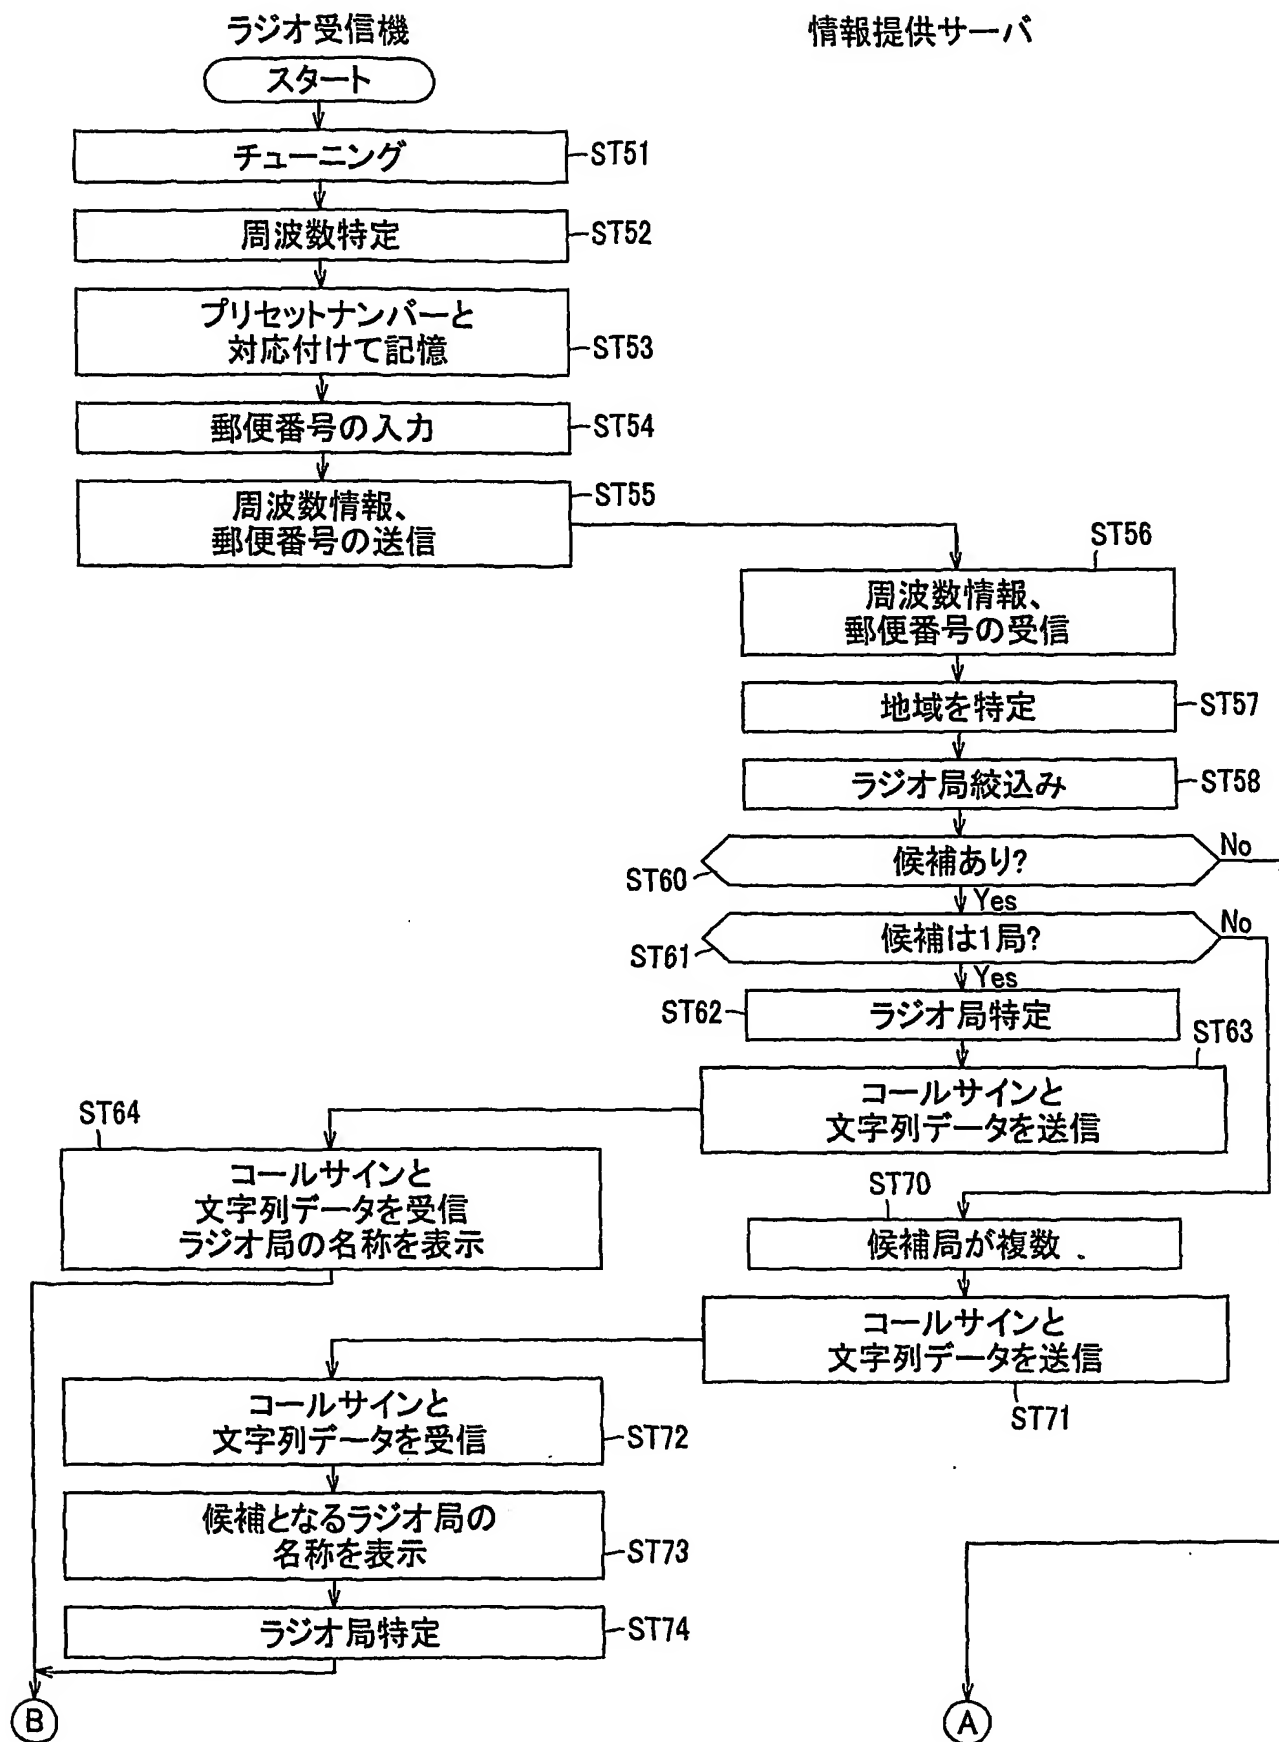 ラジオ受信機
情報提供サーバ
スタート
チューニング
ST51
周波数特定
ST52
プリセットナンバーと
対応付けて記憶
ST53
郵便番号の入力
ST54
周波数情報、
郵便番号の送信
ST55
ST56
周波数情報、
郵便番号の受信
地域を特定
ST57
ラジオ局絞込み
ST58
候補あり?
No
ST60
Yes
候補は1局?
No
ST61
Yes
ST62
ラジオ局特定
ST63
コールサインと
文字列データを送信
ST64
コールサインと
文字列データを受信
ラジオ局の名称を表示
ST70
候補局が複数
コールサインと
文字列データを送信
ST71
コールサインと
文字列データを受信
ST72
候補となるラジオ局の
名称を表示
ST73
ラジオ局特定
ST74
B
A